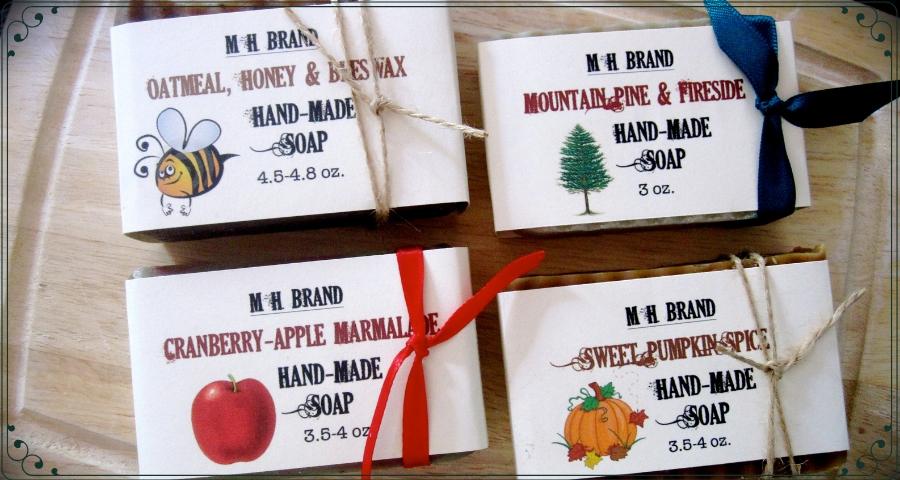 M*H BRAND
OATMEAL, HONEY & BEESWAX
HAND-MADE
SOAP
4.5-4.8 oz.
M*H BRAND
MOUNTAIN PINE & FIRESIDE
HAND-MADE
SOAP
3 oz.
M*H BRAND
CRANBERRY-APPLE MARMALADE
HAND-MADE
SOAP
3.5-4 oz.
M*H BRAND
SWEET PUMPKIN SPICE
HAND-MADE
SOAP
3.5-4 oz.